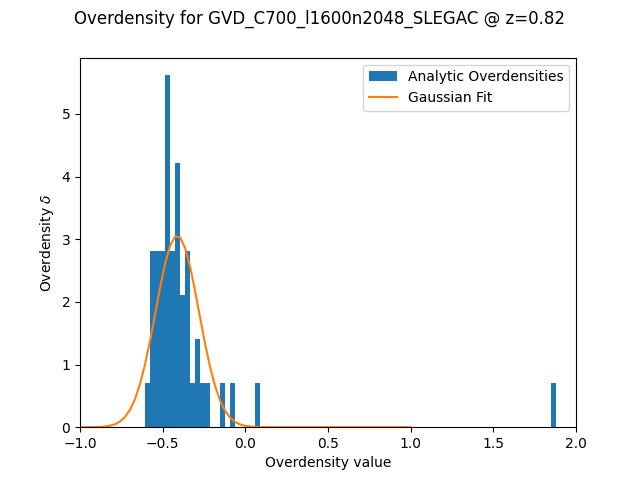 Overdensity for GVD_C700_l1600n2048_SLEGAC @ z=0.82
Analytic Overdensities
Gaussian Fit
Overdensity δ
5
4
3
2
1
0
−1.0 −0.5 0.0 0.5 1.0 1.5 2.0
Overdensity value